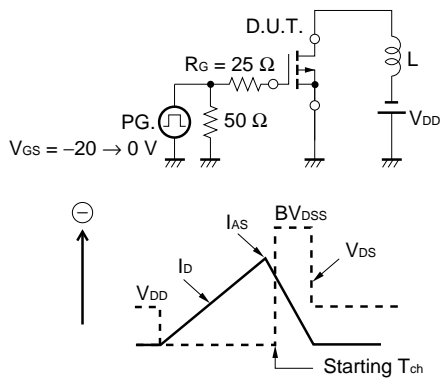 D.U.T.
RG = 25 Ω
L
PG.
50 Ω
VDD
VGS = −20 → 0 V
−
BVDSS
IAS
VDS
ID
VDD
Starting Tch